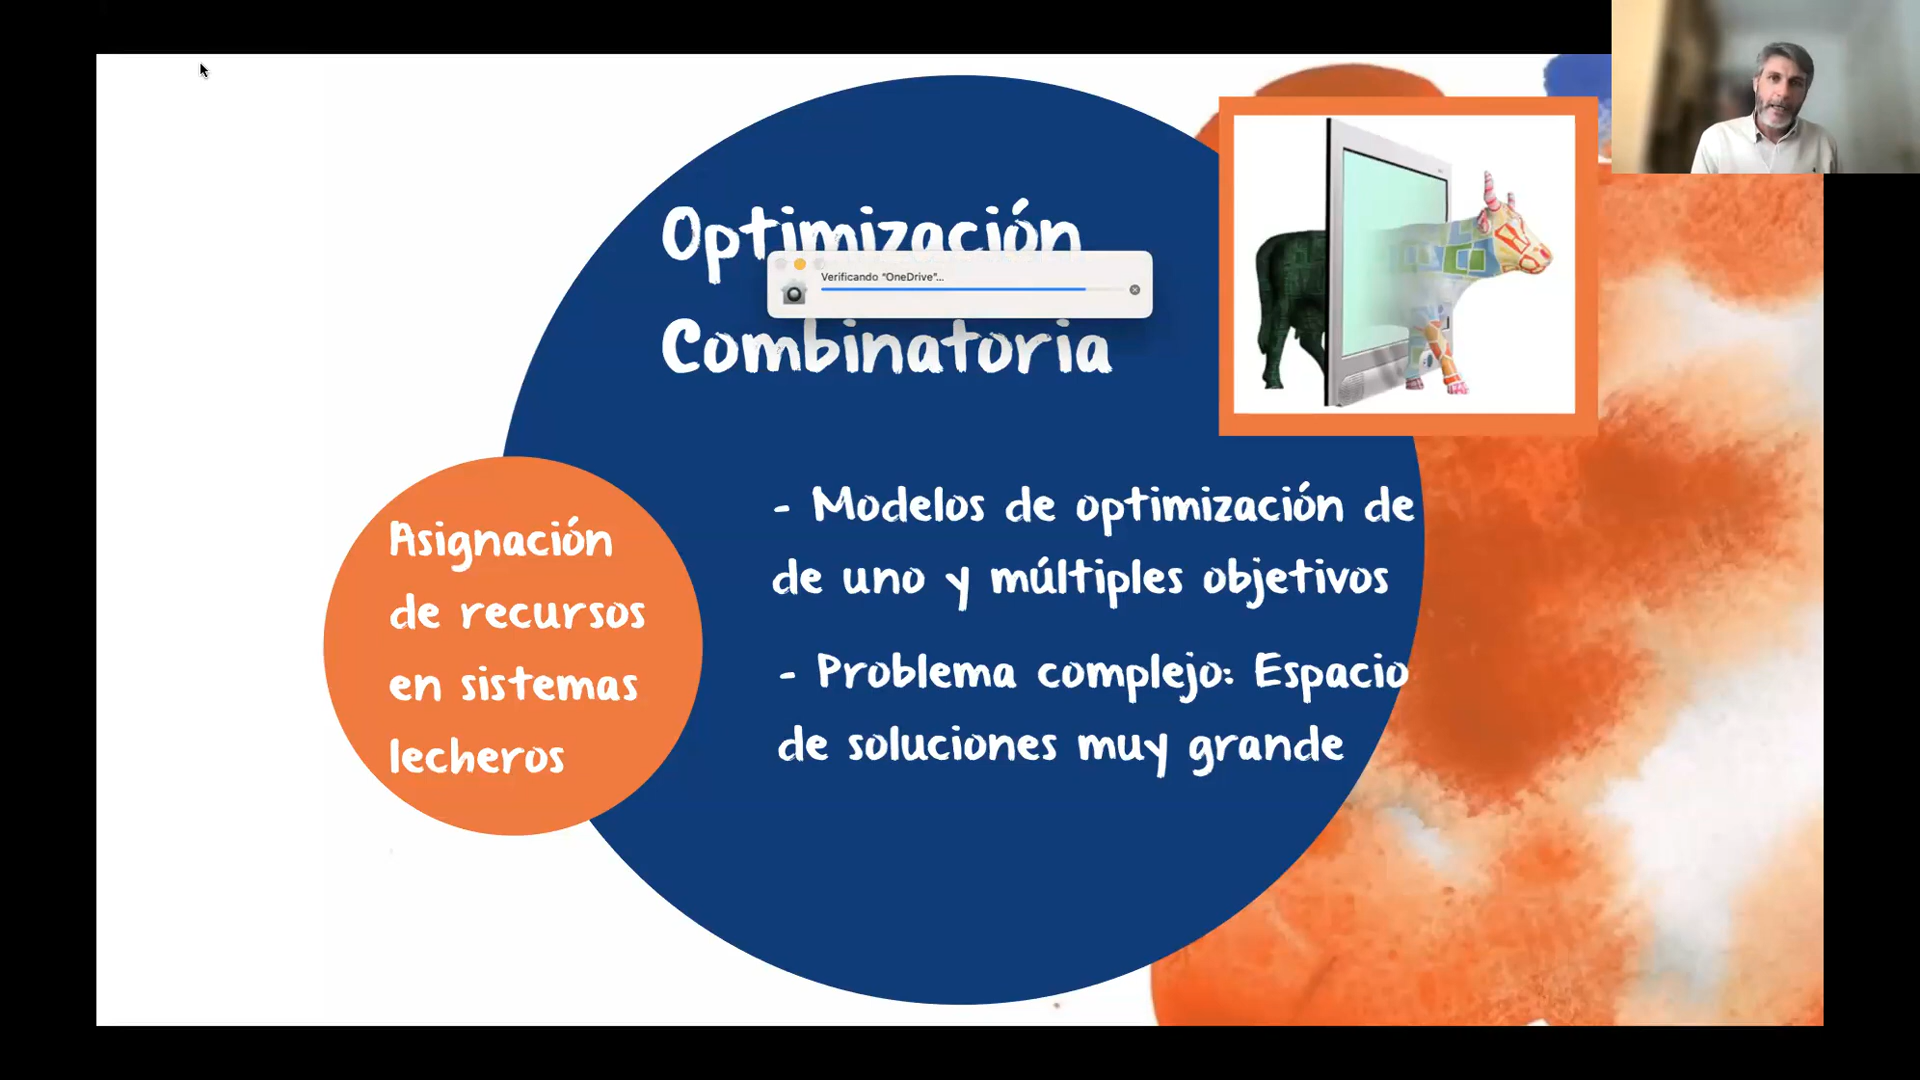 Optimización
Verificando "OneDrive"...
Combinatoria
Asignación
de recursos
en sistemas
lecheros
- Modelos de optimización de
de uno y múltiples objetivos
- Problema complejo: Espacio
de soluciones muy grande